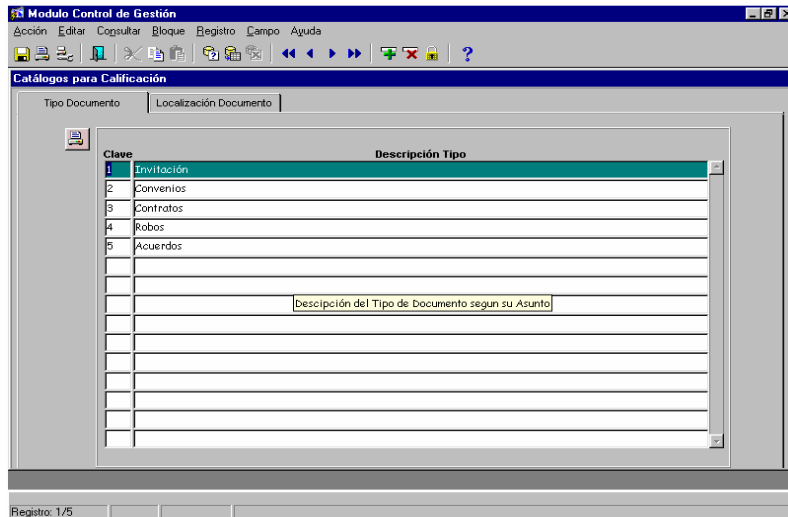 Modulo Control de Gestión
Acción Editar Consultar Bloque Registro Campo Ayuda
?
Catálogos para Calificación
Tipo Documento Localización Documento
Clave Descripción Tipo
1 Invitación
2 Convenios
3 Contratos
4 Robos
5 Acuerdos
Descipción del Tipo de Documento segun su Asunto
Registro: 1/5